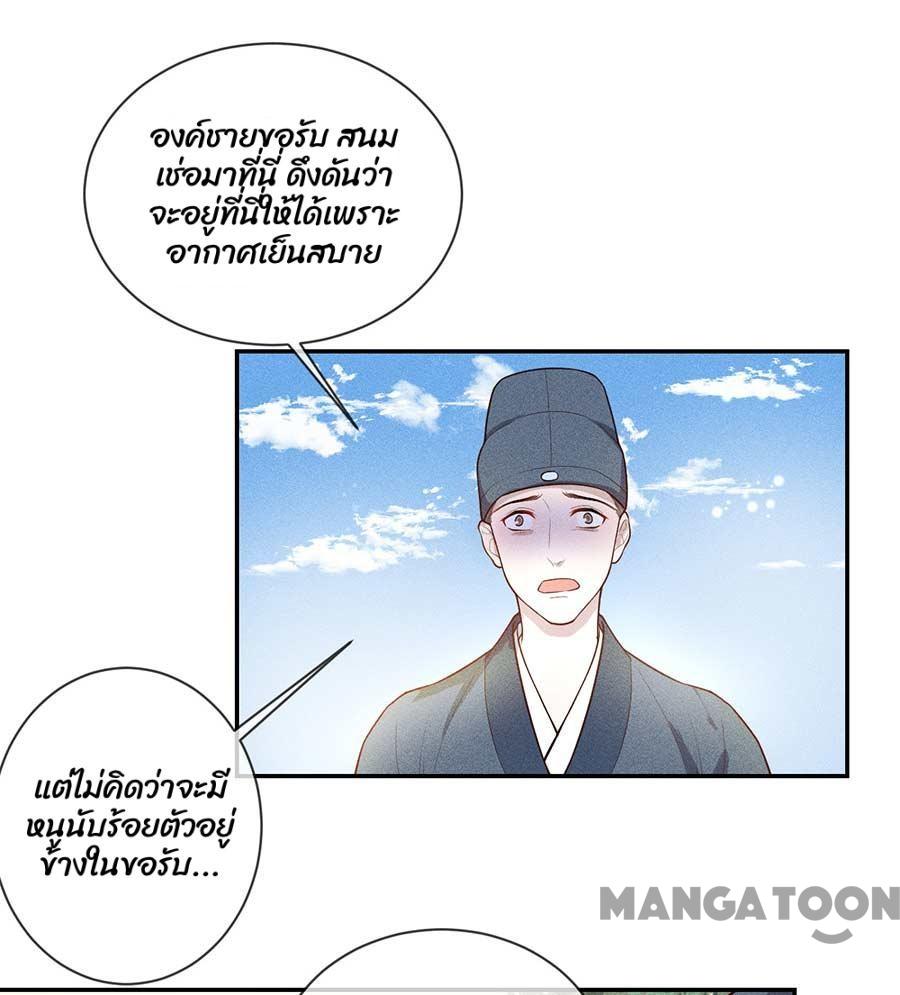 องค์ชายขอรับ สนม
เช่อมาที่นี่ ดึงดันว่า
จะอยู่ที่นี่ให้ได้เพราะ
อากาศเย็นสบาย
แต่ไม่คิดว่าจะมี
หนูนับร้อยตัวอยู่
ข้างในขอรับ...
MANGATOON